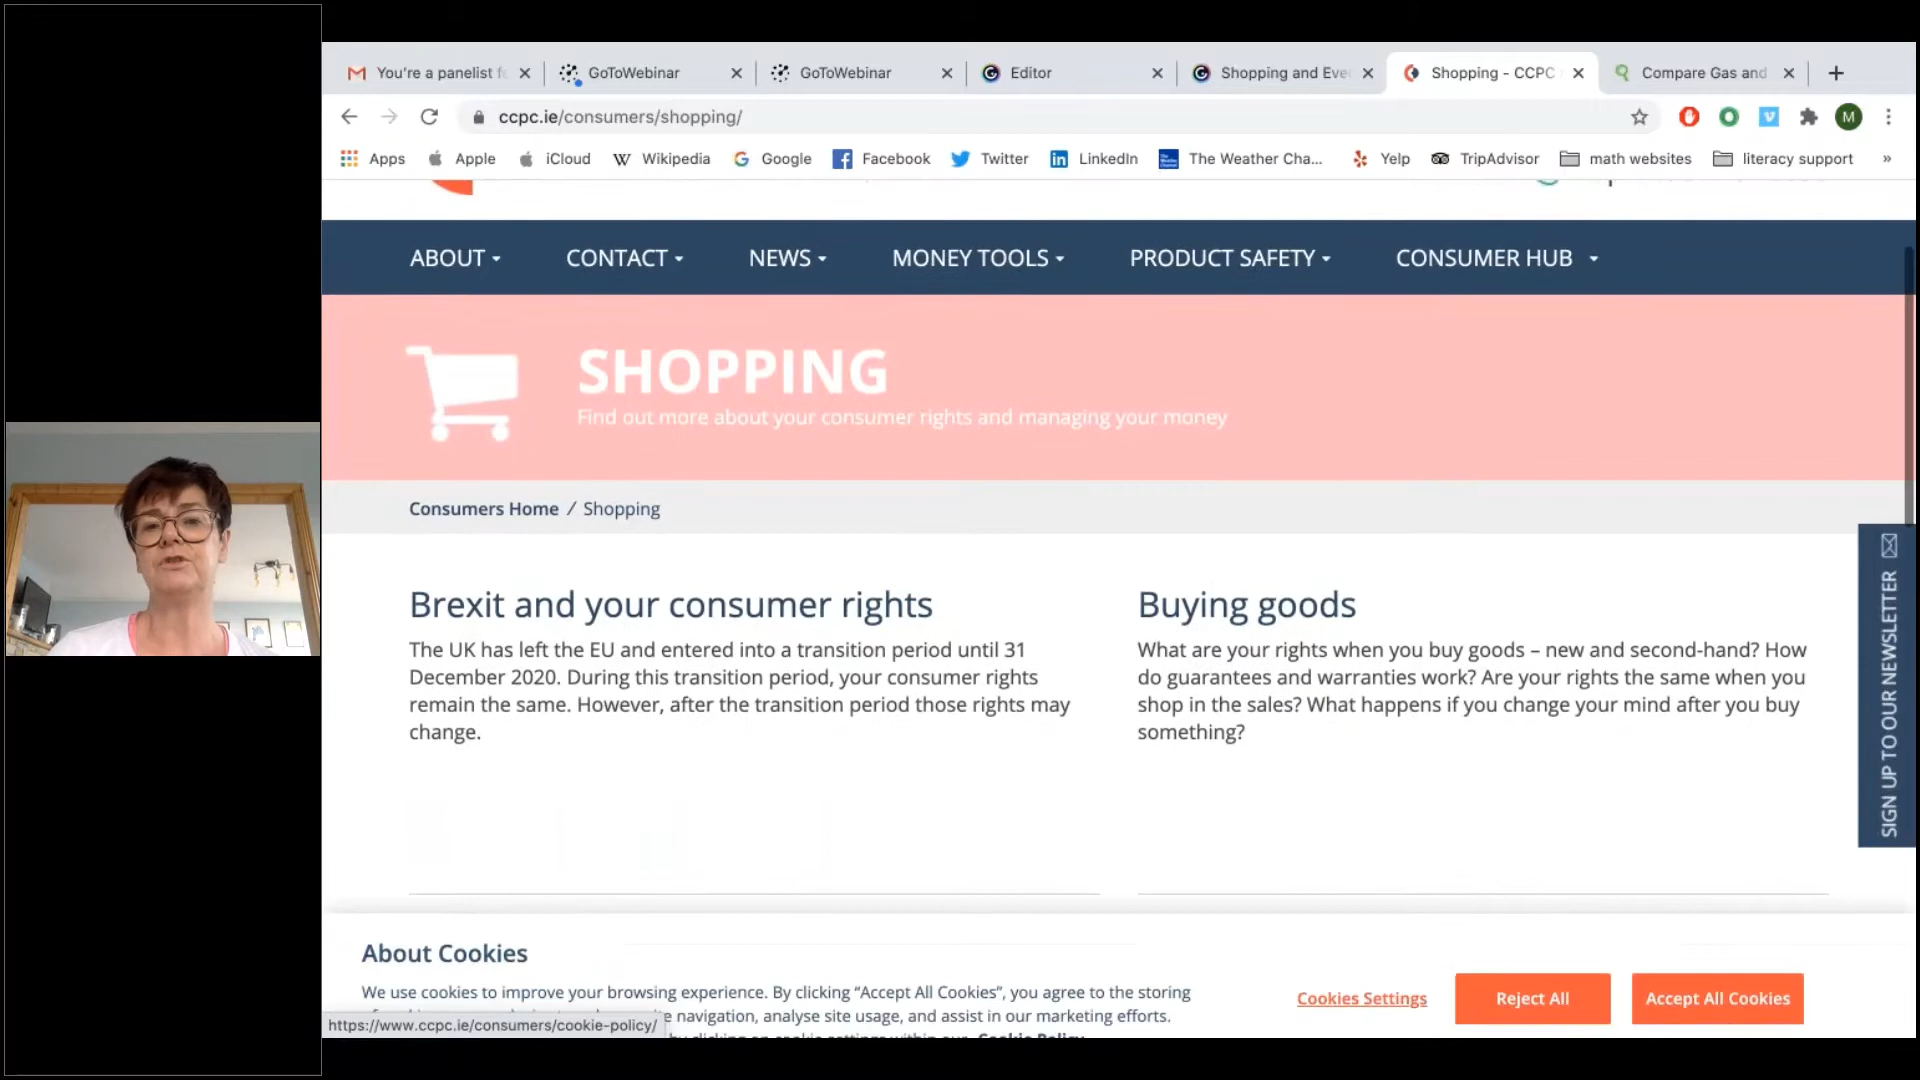 You're a panelist f
GoToWebinar
GoToWebinar
Editor
Shopping and Eve
Shopping - CCPC
Compare Gas and
ccpc.ie/consumers/shopping/
M
Apps
Apple
iCloud
Wikipedia
Google
Facebook
Twitter
LinkedIn
The Weather Cha...
Yelp
TripAdvisor
math websites
literacy support
»
ABOUT
CONTACT
NEWS
MONEY TOOLS
PRODUCT SAFETY
CONSUMER HUB
SHOPPING
Find out more about your consumer rights and managing your money
Consumers Home / Shopping
Brexit and your consumer rights
The UK has left the EU and entered into a transition period until 31
December 2020. During this transition period, your consumer rights
remain the same. However, after the transition period those rights may
change.
Buying goods
What are your rights when you buy goods – new and second-hand? How
do guarantees and warranties work? Are your rights the same when you
shop in the sales? What happens if you change your mind after you buy
something?
SIGN UP TO OUR NEWSLETTER
About Cookies
We use cookies to improve your browsing experience. By clicking “Accept All Cookies”, you agree to the storing
navigation, analyse site usage, and assist in our marketing efforts.
by clicking on cookie settings within our Cookie Policy
Cookies Settings
Reject All
Accept All Cookies
https://www.ccpc.ie/consumers/cookie-policy/